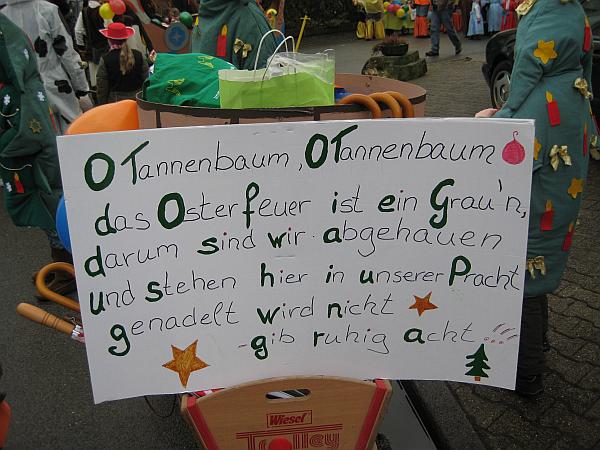 O Tannenbaum, O Tannenbaum
das Osterfeuer ist ein Grau'n,
darum sind wir abgehauen
und stehen hier in unserer Pracht
genadelt wird nicht
- gib ruhig acht
Wiesel
Trolley